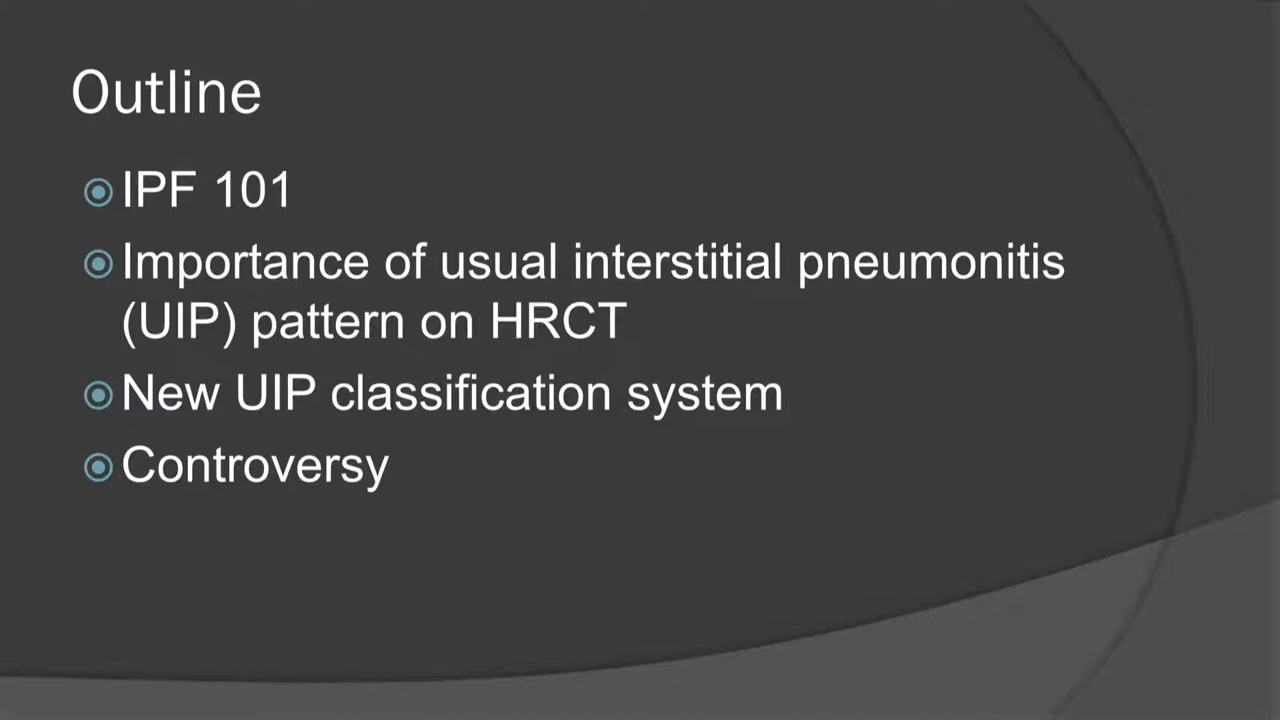 Outline
IPF 101
Importance of usual interstitial pneumonitis
(UIP) pattern on HRCT
New UIP classification system
Controversy